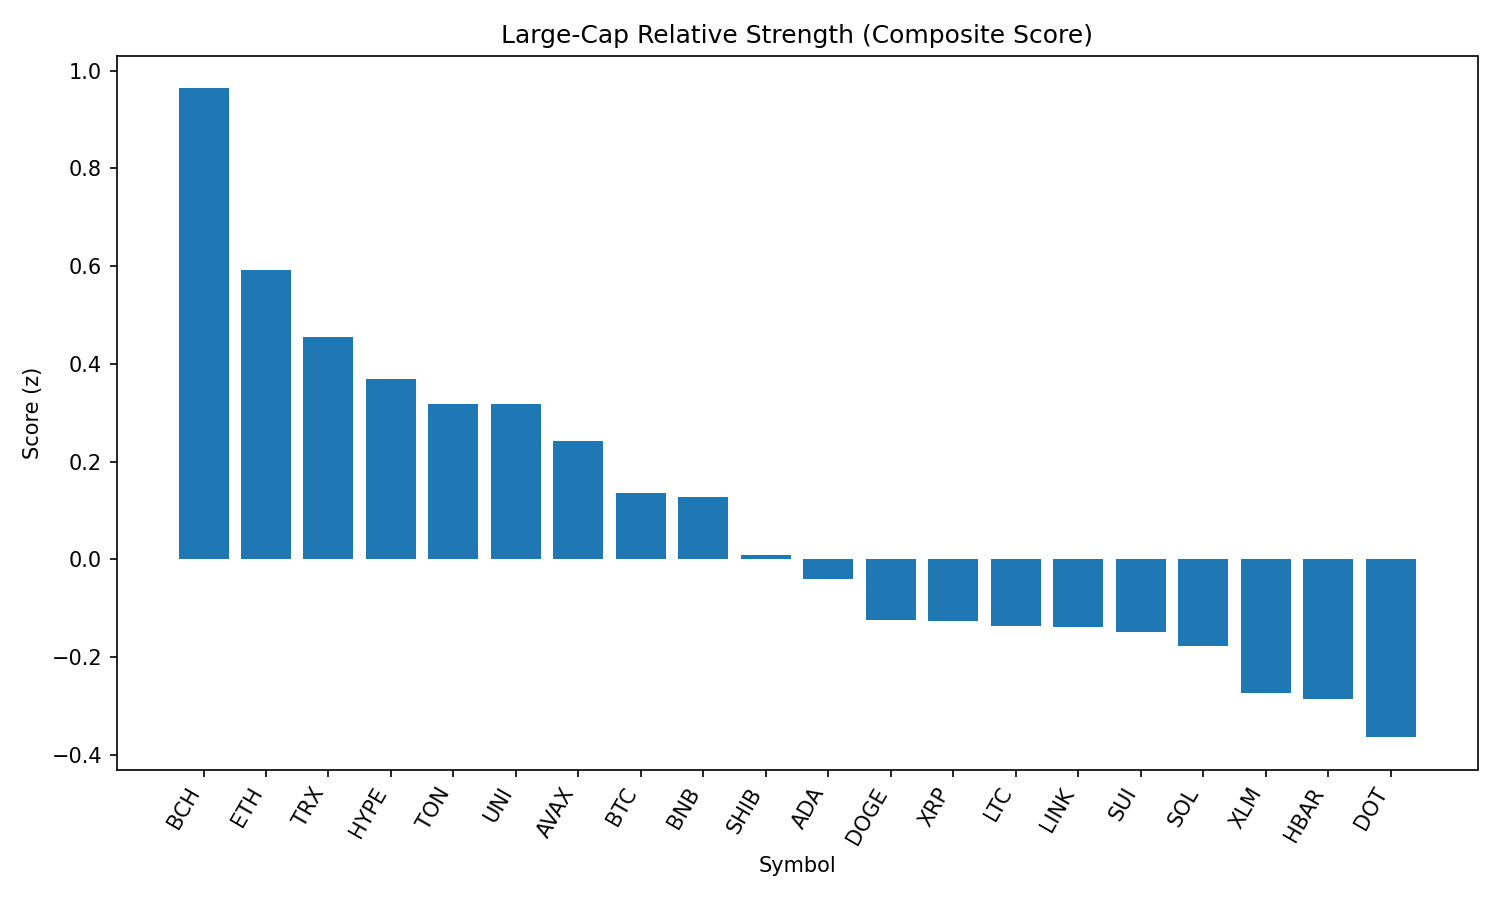 Large-Cap Relative Strength (Composite Score)
1.0
0.8
0.6
0.4
0.2
0.0
−0.2
−0.4
Score (z)
BCH
ETH
TRX
HYPE
TON
UNI
AVAX
BTC
BNB
SHIB
ADA
DOGE
XRP
LTC
LINK
SUI
SOL
XLM
HBAR
DOT
Symbol